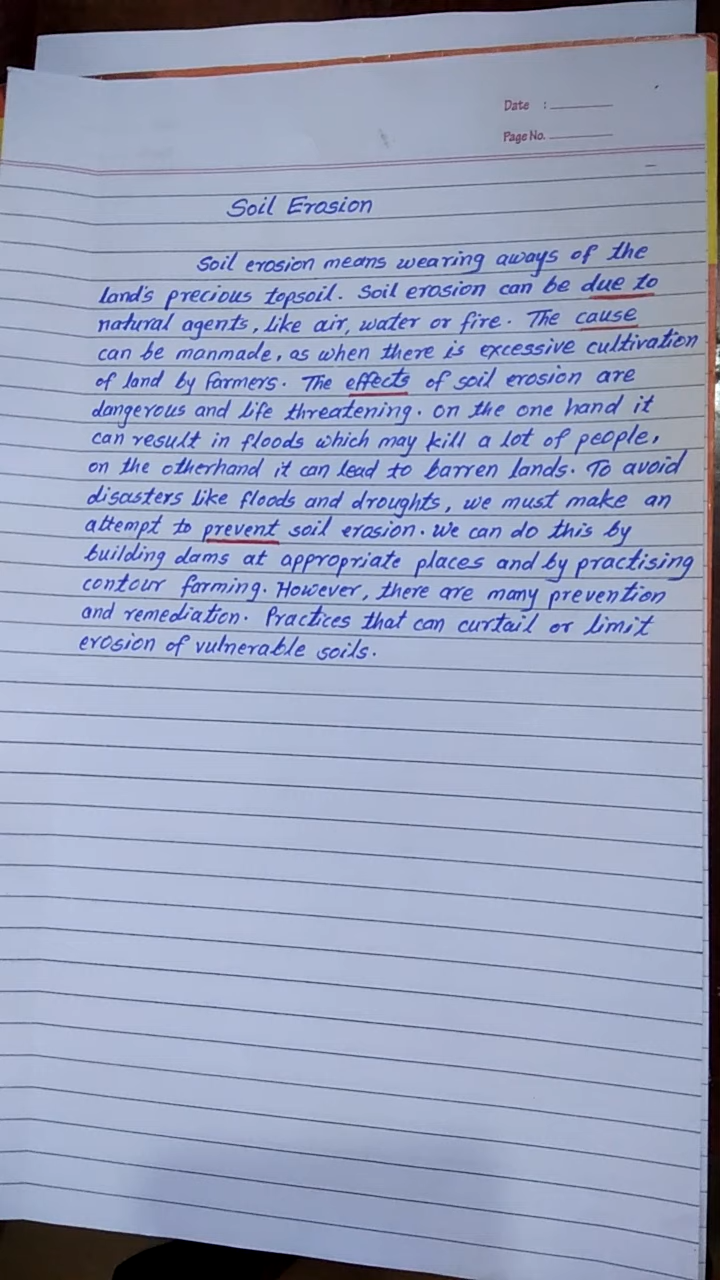 Date :
Page No.
Soil Erosion
Soil erosion means wearing aways of the
land's precious topsoil. Soil erosion can be due to
natural agents, like air, water or fire. The cause
can be manmade, as when there is excessive cultivation
of land by farmers. The effects of soil erosion are
dangerous and life threatening. on the one hand it
can result in floods which may kill a lot of people,
on the otherhand it can lead to barren lands. To avoid
disasters like floods and droughts, we must make an
attempt to prevent soil erosion. we can do this by
building dams at appropriate places and by practising
contour farming. However, there are many prevention
and remediation. Practices that can curtail or limit
erosion of vulnerable soils.